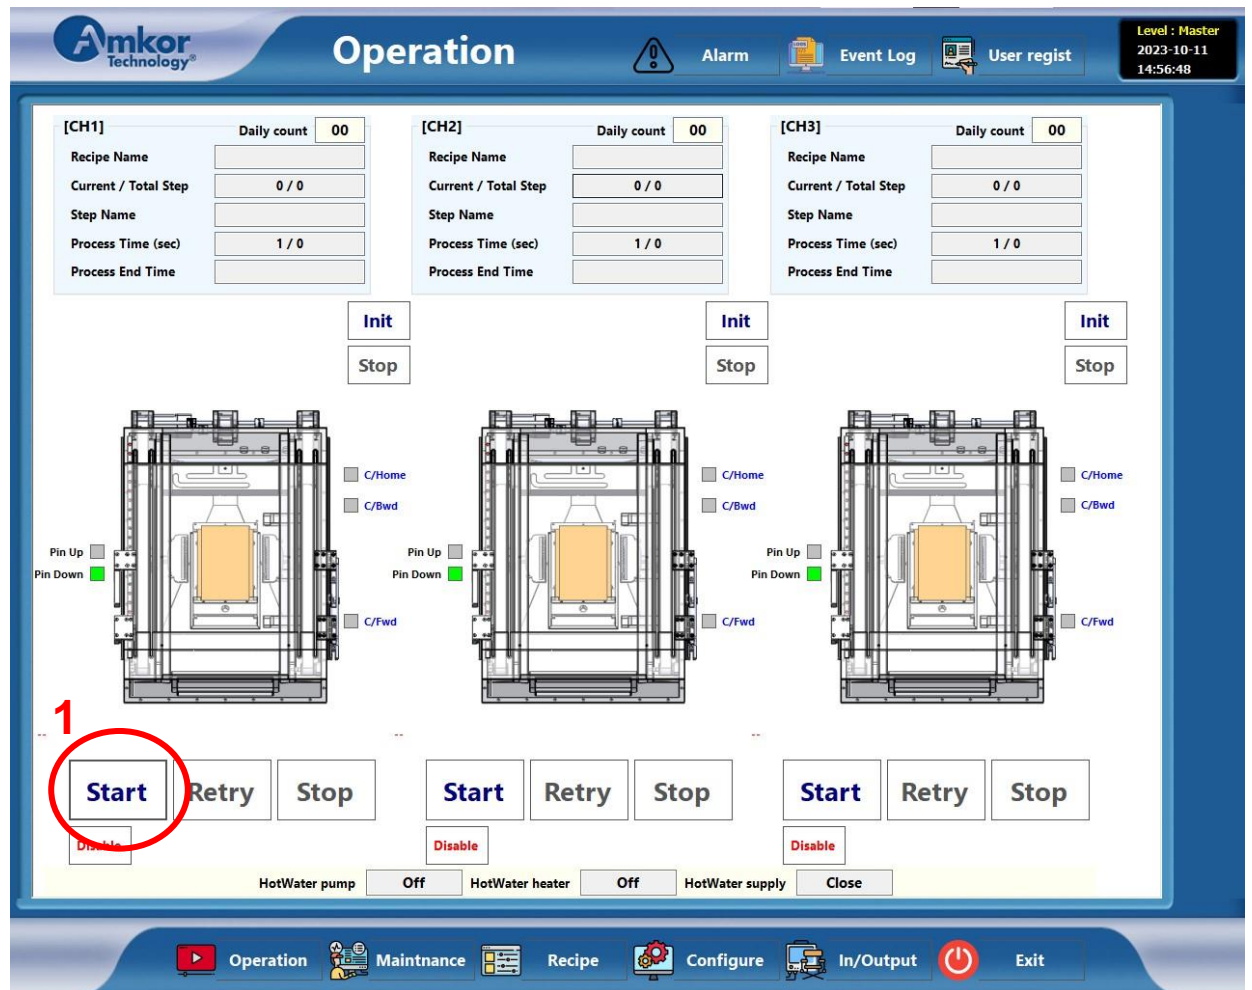 Amkor
Technology®
Operation
Alarm
Event Log
User regist
Level : Master
2023-10-11
14:56:48
[CH1]
Daily count 00
Recipe Name
Current / Total Step 0 / 0
Step Name
Process Time (sec) 1 / 0
Process End Time
[CH2]
Daily count 00
Recipe Name
Current / Total Step 0 / 0
Step Name
Process Time (sec) 1 / 0
Process End Time
[CH3]
Daily count 00
Recipe Name
Current / Total Step 0 / 0
Step Name
Process Time (sec) 1 / 0
Process End Time
Init
Stop
Init
Stop
Init
Stop
C/Home
C/Bwd
Pin Up
Pin Down
C/Fwd
C/Home
C/Bwd
Pin Up
Pin Down
C/Fwd
C/Home
C/Bwd
Pin Up
Pin Down
C/Fwd
1
--
--
--
Start Retry Stop
Disable
Start Retry Stop
Disable
Start Retry Stop
Disable
HotWater pump Off HotWater heater Off HotWater supply Close
Operation Maintnance Recipe Configure In/Output Exit